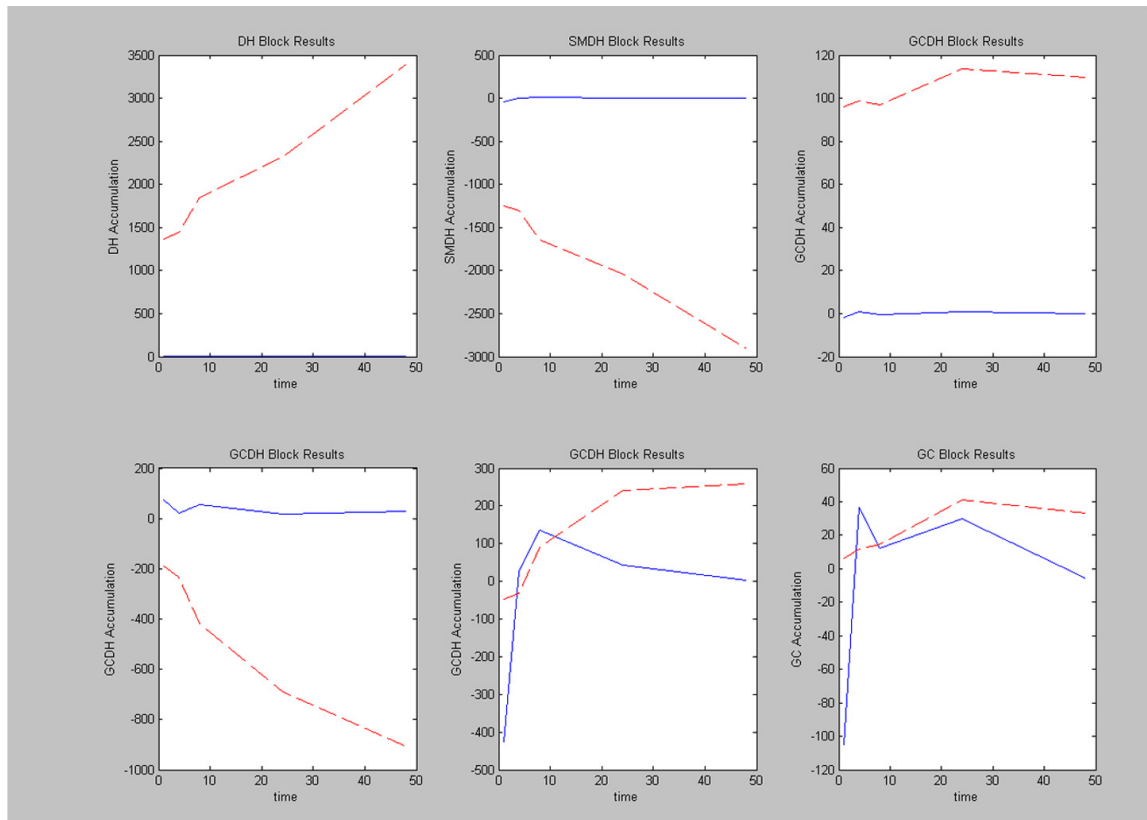 DH Block Results
3500
3000
2500
2000
1500
1000
500
0
DH Accumulation
0 10 20 30 40 50
time
SMDH Block Results
500
0
-500
-1000
-1500
-2000
-2500
-3000
SMDH Accumulation
0 10 20 30 40 50
time
GCDH Block Results
120
100
80
60
40
20
0
-20
GCDH Accumulation
0 10 20 30 40 50
time
GCDH Block Results
200
0
-200
-400
-600
-800
-1000
GCDH Accumulation
0 10 20 30 40 50
time
GCDH Block Results
300
200
100
0
-100
-200
-300
-400
-500
GCDH Accumulation
0 10 20 30 40 50
time
GC Block Results
60
40
20
0
-20
-40
-60
-80
-100
-120
GC Accumulation
0 10 20 30 40 50
time